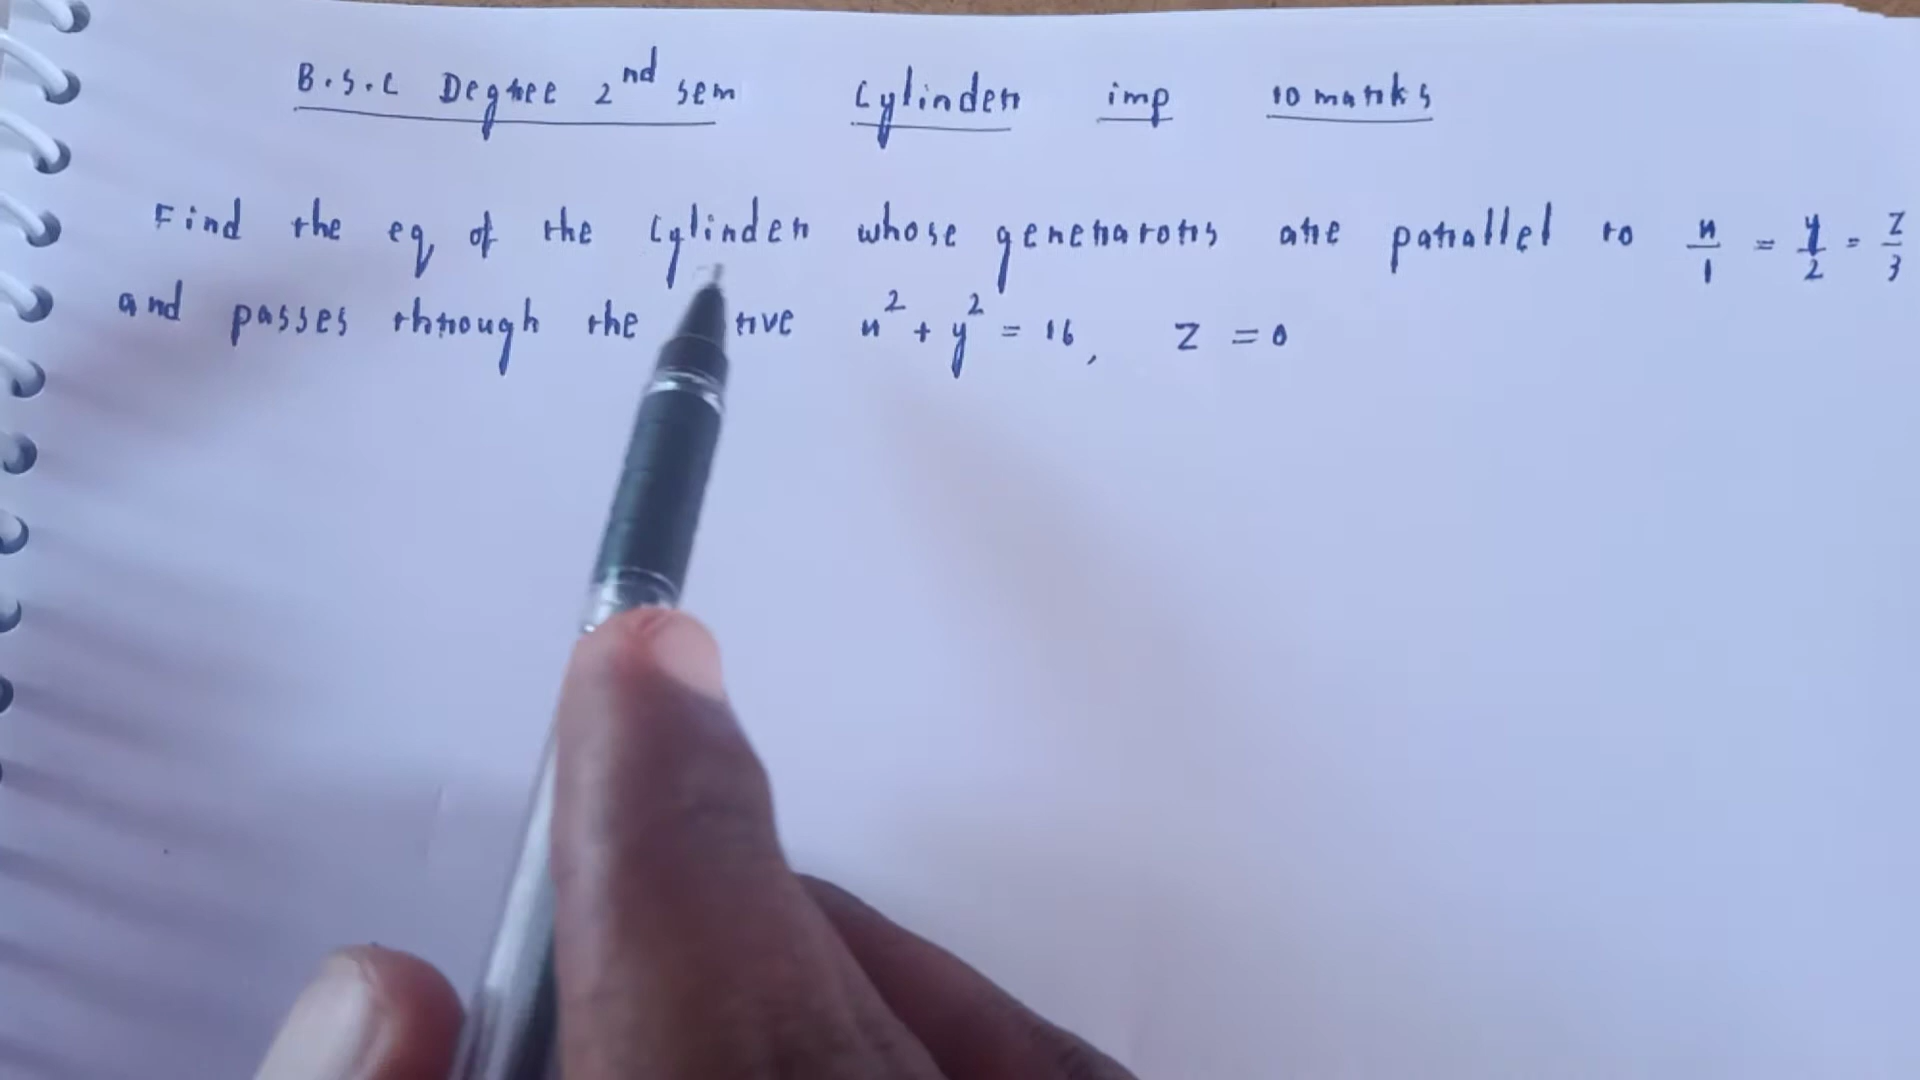 B.S.C Degree 2nd sem Cylinder imp 10 marks
Find the eq of the Cylinder whose generators are parallel to x/1 = y/2 = z/3
and passes through the x² + y² = 16, z = 0